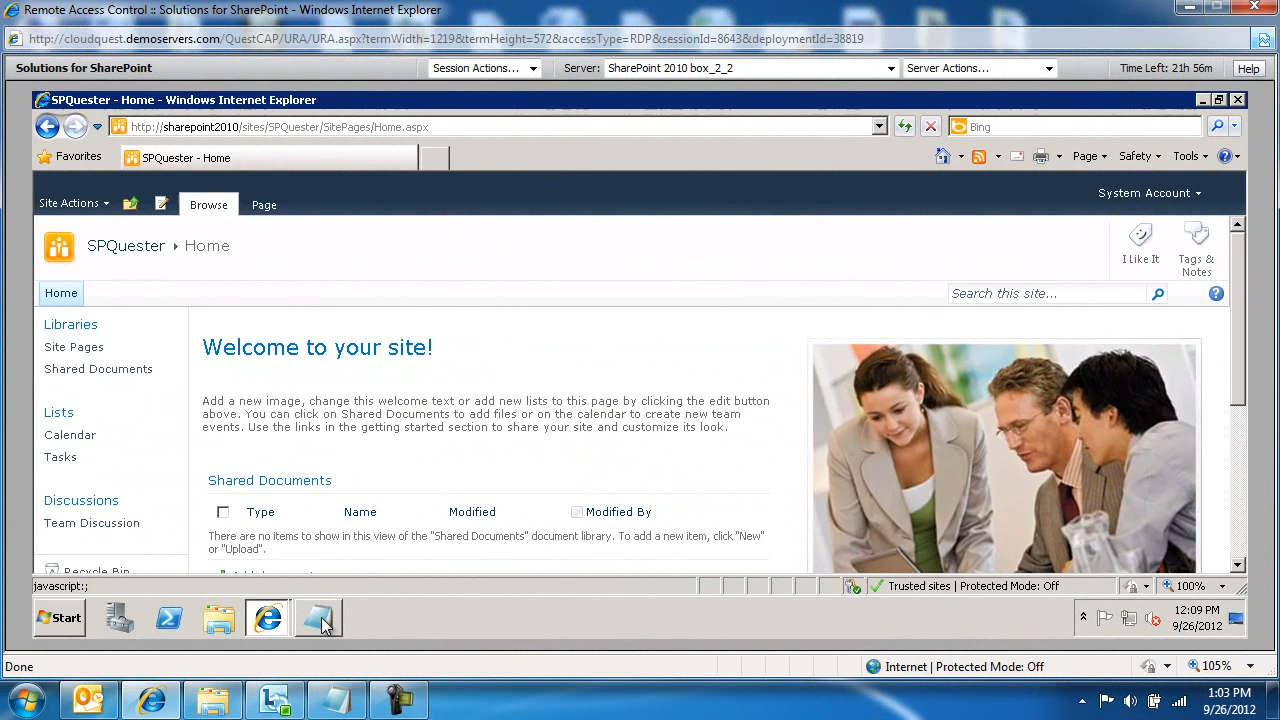 Remote Access Control :: Solutions for SharePoint - Windows Internet Explorer
http://cloudquest.demoservers.com/QuestCAP/URA/URA.aspx?termWidth=1219&termHeight=572&accessType=RDP&sessionId=8643&deploymentId=38819
Solutions for SharePoint Session Actions... Server: SharePoint 2010 box_2_2 Server Actions... Time Left: 21h 56m Help
SPQuester - Home - Windows Internet Explorer
http://sharepoint2010/sites/SPQuester/SitePages/Home.aspx Bing
Favorites SPQuester - Home Page Safety Tools
Site Actions Browse Page System Account
SPQuester Home
I Like It Tags &
Notes
Home Search this site...
Libraries
Site Pages
Shared Documents
Lists
Calendar
Tasks
Discussions
Team Discussion
Recycle Bin
Welcome to your site!
Add a new image, change this welcome text or add new lists to this page by clicking the edit button
above. You can click on Shared Documents to add files or on the calendar to create new team
events. Use the links in the getting started section to share your site and customize its look.
Shared Documents
Type Name Modified Modified By
There are no items to show in this view of the "Shared Documents" document library. To add a new item, click "New"
or "Upload".
javascript:; Trusted sites | Protected Mode: Off 100%
Start 12:09 PM
9/26/2012
Done Internet | Protected Mode: Off 105%
1:03 PM
9/26/2012